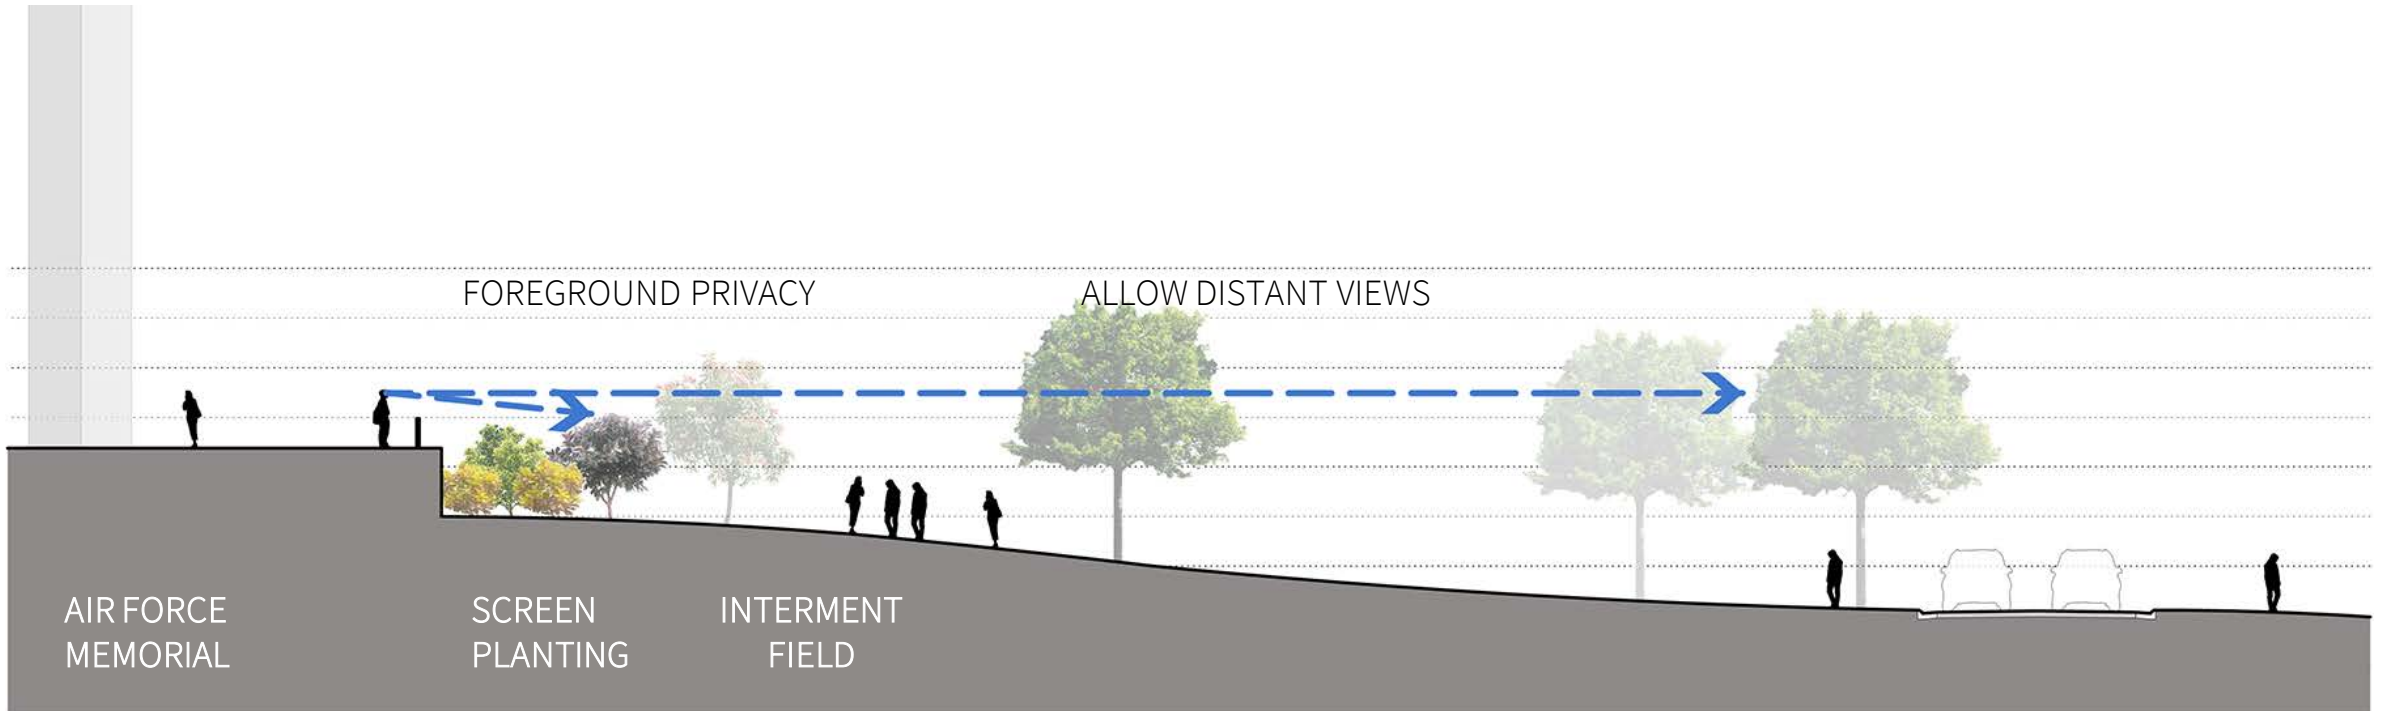 FOREGROUND PRIVACY
ALLOW DISTANT VIEWS
AIR FORCE
MEMORIAL
SCREEN
PLANTING
INTERMENT
FIELD